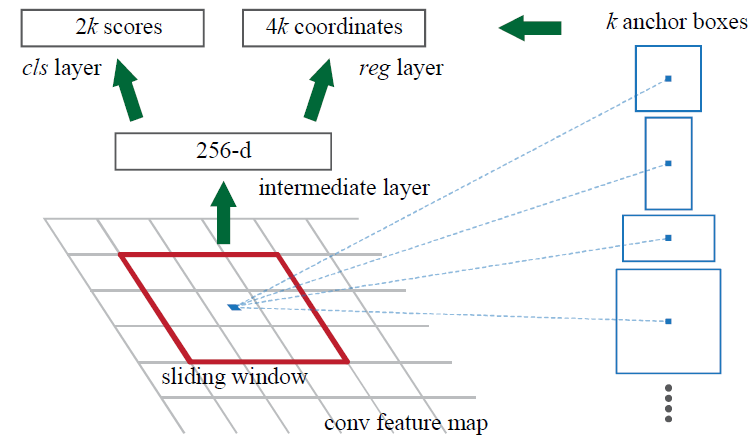 2k scores
4k coordinates
k anchor boxes
cls layer
reg layer
256-d
intermediate layer
sliding window
conv feature map